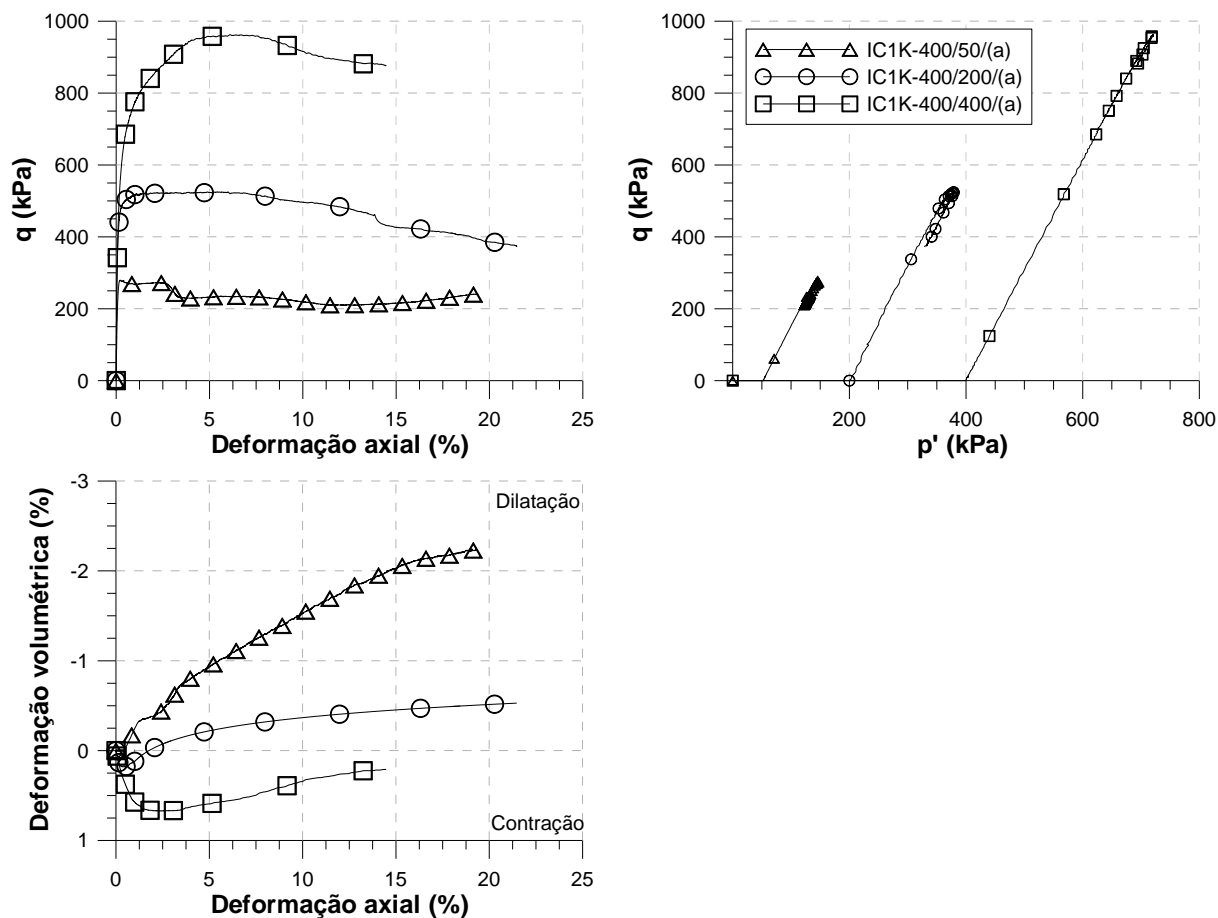 1000
800
600
400
200
0
q (kPa)
0 5 10 15 20 25
Deformação axial (%)
1000
800
600
400
200
0
q (kPa)
IC1K-400/50/(a)
IC1K-400/200/(a)
IC1K-400/400/(a)
200 400 600 800
p' (kPa)
-3
-2
-1
0
1
Deformação volumétrica (%)
Dilatação
Contração
0 5 10 15 20 25
Deformação axial (%)